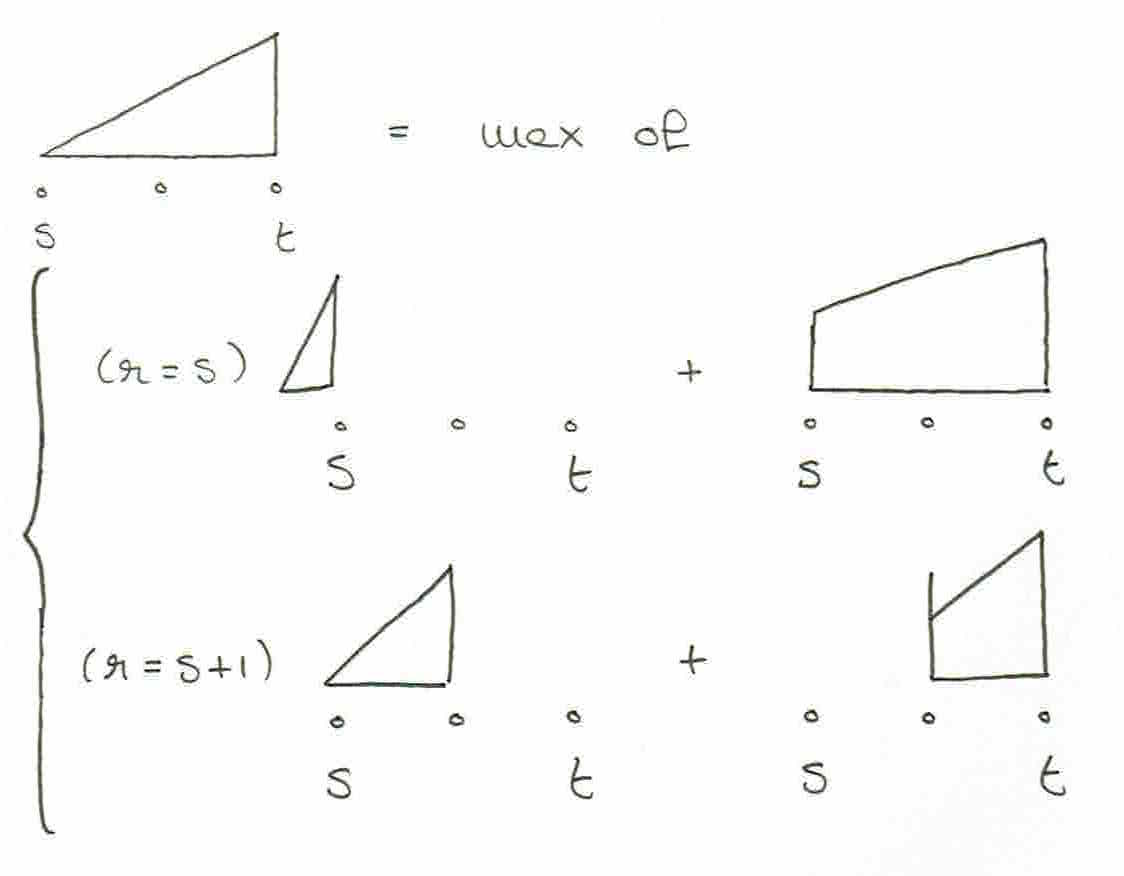 = max of
s t
(r = s) +
s t s t
(r = s+1) +
s t s t